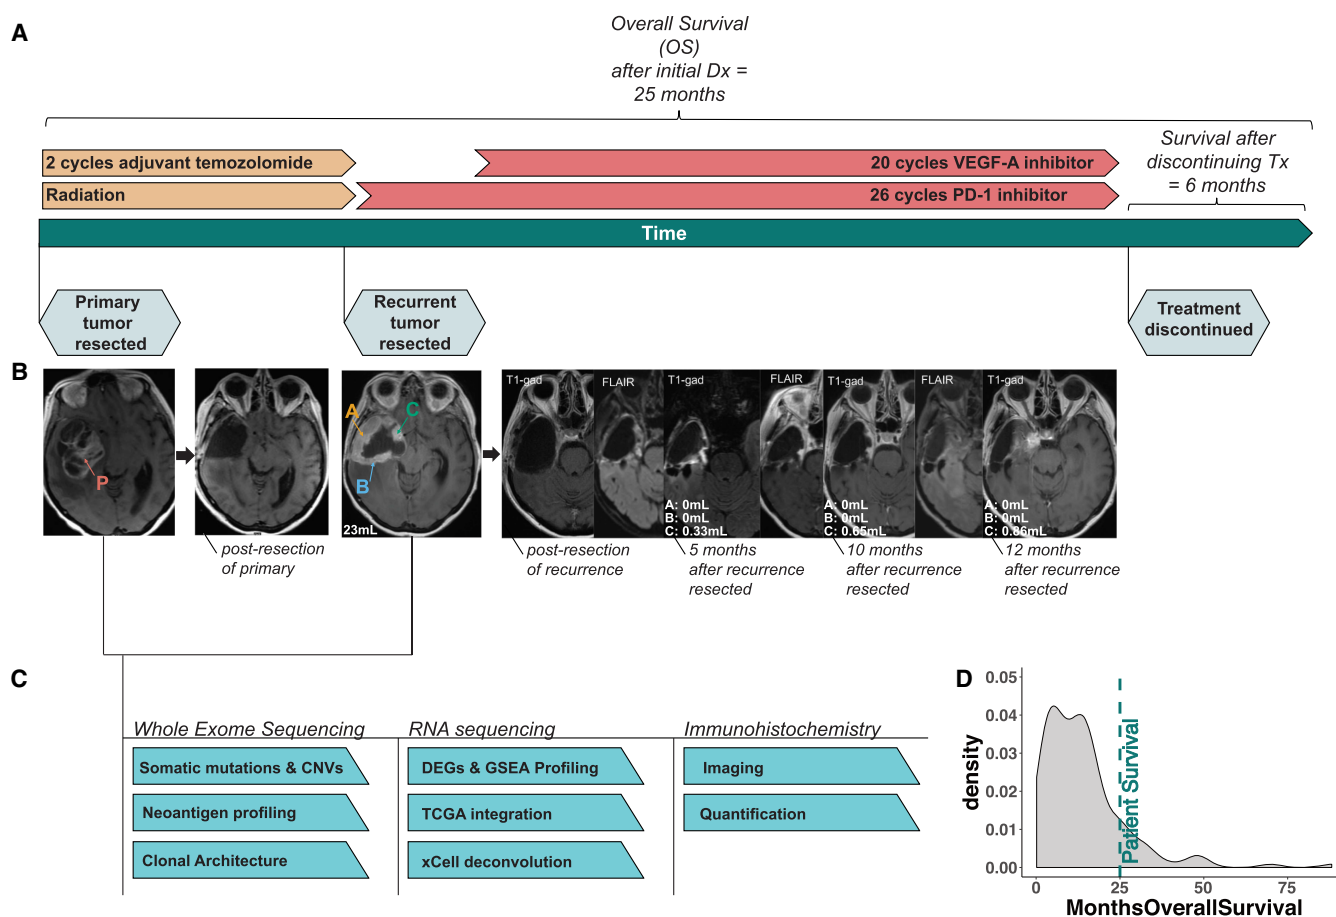 A
Overall Survival
(OS)
after initial Dx =
25 months
Survival after
discontinuing Tx
= 6 months
2 cycles adjuvant temozolomide
20 cycles VEGF-A inhibitor
Radiation
26 cycles PD-1 inhibitor
Time
Primary
tumor
resected
Recurrent
tumor
resected
Treatment
discontinued
B
P
A
C
B
23mL
T1-gad
FLAIR
T1-gad
FLAIR
T1-gad
FLAIR
T1-gad
A: 0mL
B: 0mL
C: 0.33mL
A: 0mL
B: 0mL
C: 0.65mL
A: 0mL
B: 0mL
C: 0.86mL
post-resection
of primary
post-resection
of recurrence
5 months
after recurrence
resected
10 months
after recurrence
resected
12 months
after recurrence
resected
C
Whole Exome Sequencing
Somatic mutations & CNVs
Neoantigen profiling
Clonal Architecture
RNA sequencing
DEGs & GSEA Profiling
TCGA integration
xCell deconvolution
Immunohistochemistry
Imaging
Quantification
D
density
0.05
0.04
0.03
0.02
0.01
0.00
Patient Survival
0
25
50
75
MonthsOverallSurvival